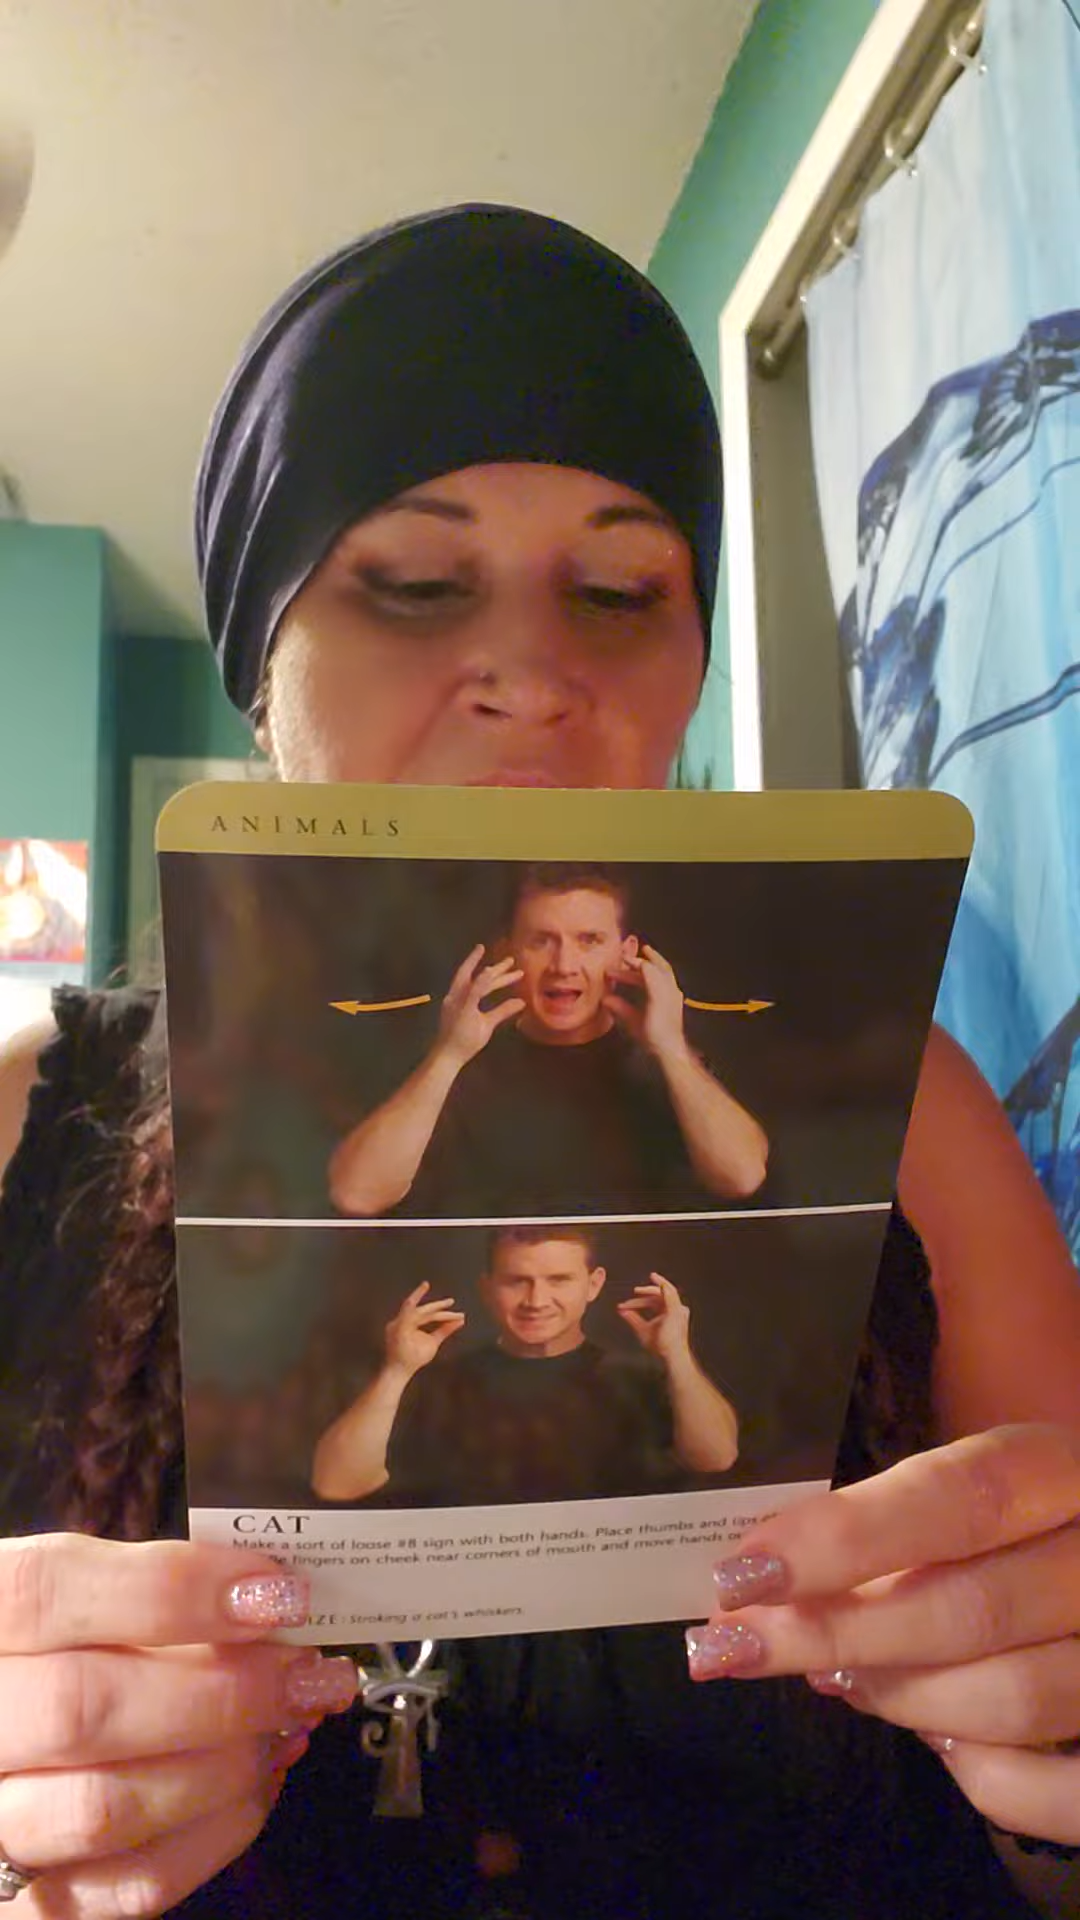 ANIMALS
CAT
Make a sort of loose #8 sign with both hands. Place thumbs and tips
fingers on cheek near corners of mouth and move hands
Stroking a cat's whiskers.